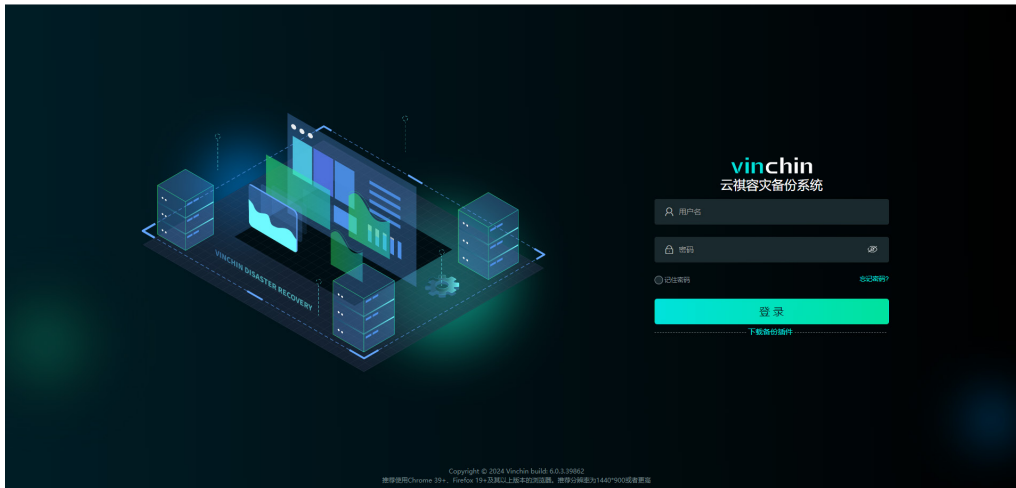 vinchin
云祺容灾备份系统
用户名
密码
记住密码
忘记密码?
登 录
下载备份插件
VINCHIN DISASTER RECOVERY
Copyright © 2024 Vinchin build: 6.0.3.39862
推荐使用Chrome 39+、Firefox 19+及其以上版本的浏览器。推荐分辨率为1440*900或者更高